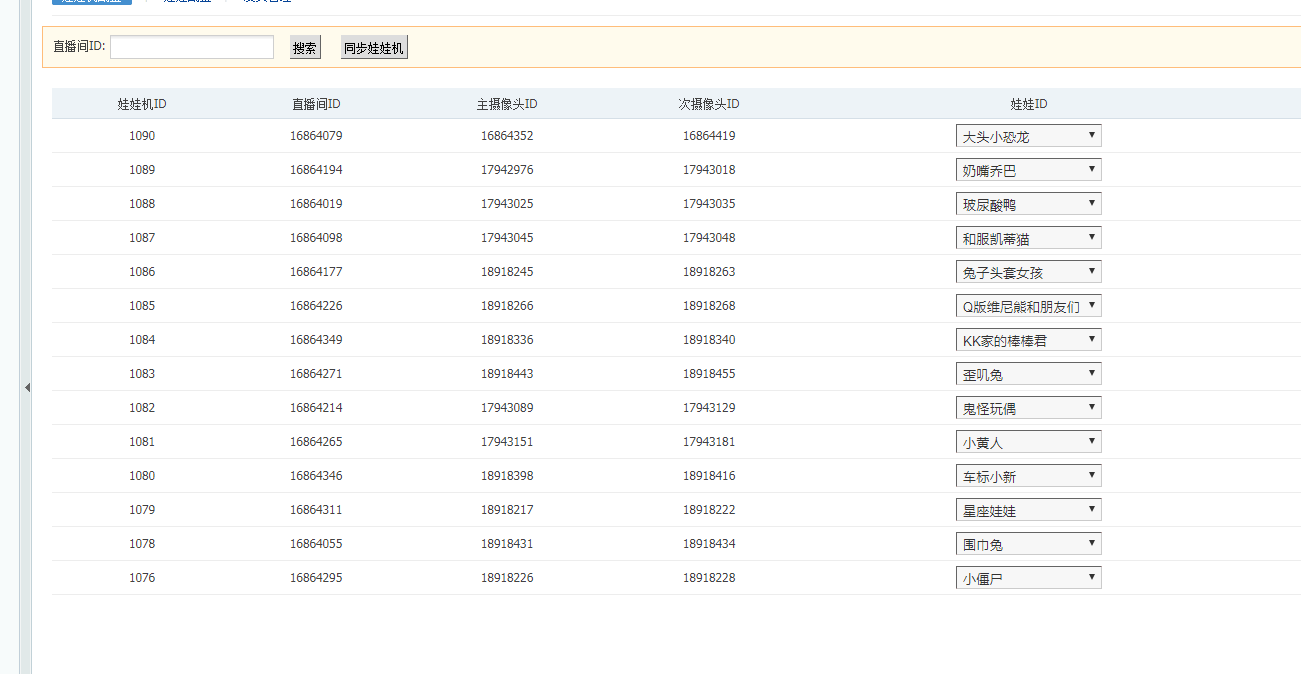 直播间ID: 搜索 同步娃娃机
娃娃机ID 直播间ID 主摄像头ID 次摄像头ID 娃娃ID
1090 16864079 16864352 16864419 大头小恐龙
1089 16864194 17942976 17943018 奶嘴乔巴
1088 16864019 17943025 17943035 玻尿酸鸭
1087 16864098 17943045 17943048 和服凯蒂猫
1086 16864177 18918245 18918263 兔子头套女孩
1085 16864226 18918266 18918268 Q版维尼熊和朋友们
1084 16864349 18918336 18918340 KK家的棒棒君
1083 16864271 18918443 18918455 歪叽兔
1082 16864214 17943089 17943129 鬼怪玩偶
1081 16864265 17943151 17943181 小黄人
1080 16864346 18918398 18918416 车标小新
1079 16864311 18918217 18918222 星座娃娃
1078 16864055 18918431 18918434 围巾兔
1076 16864295 18918226 18918228 小僵尸